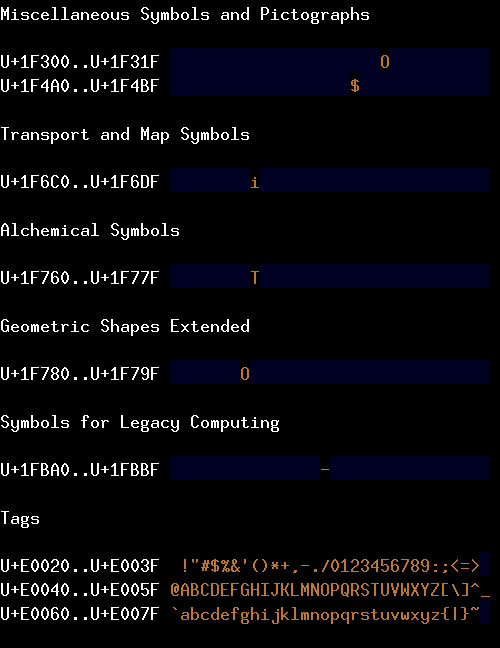 Miscellaneous Symbols and Pictographs
U+1F300..U+1F31F O
U+1F4A0..U+1F4BF $
Transport and Map Symbols
U+1F6C0..U+1F6DF i
Alchemical Symbols
U+1F760..U+1F77F T
Geometric Shapes Extended
U+1F780..U+1F79F O
Symbols for Legacy Computing
U+1FBA0..U+1FBBF -
Tags
U+E0020..U+E003F  !"#$%&'()*+,-./0123456789:;<=>
U+E0040..U+E005F @ABCDEFGHIJKLMNOPQRSTUVWXYZ[\]^_
U+E0060..U+E007F `abcdefghijklmnopqrstuvwxyz{|}~